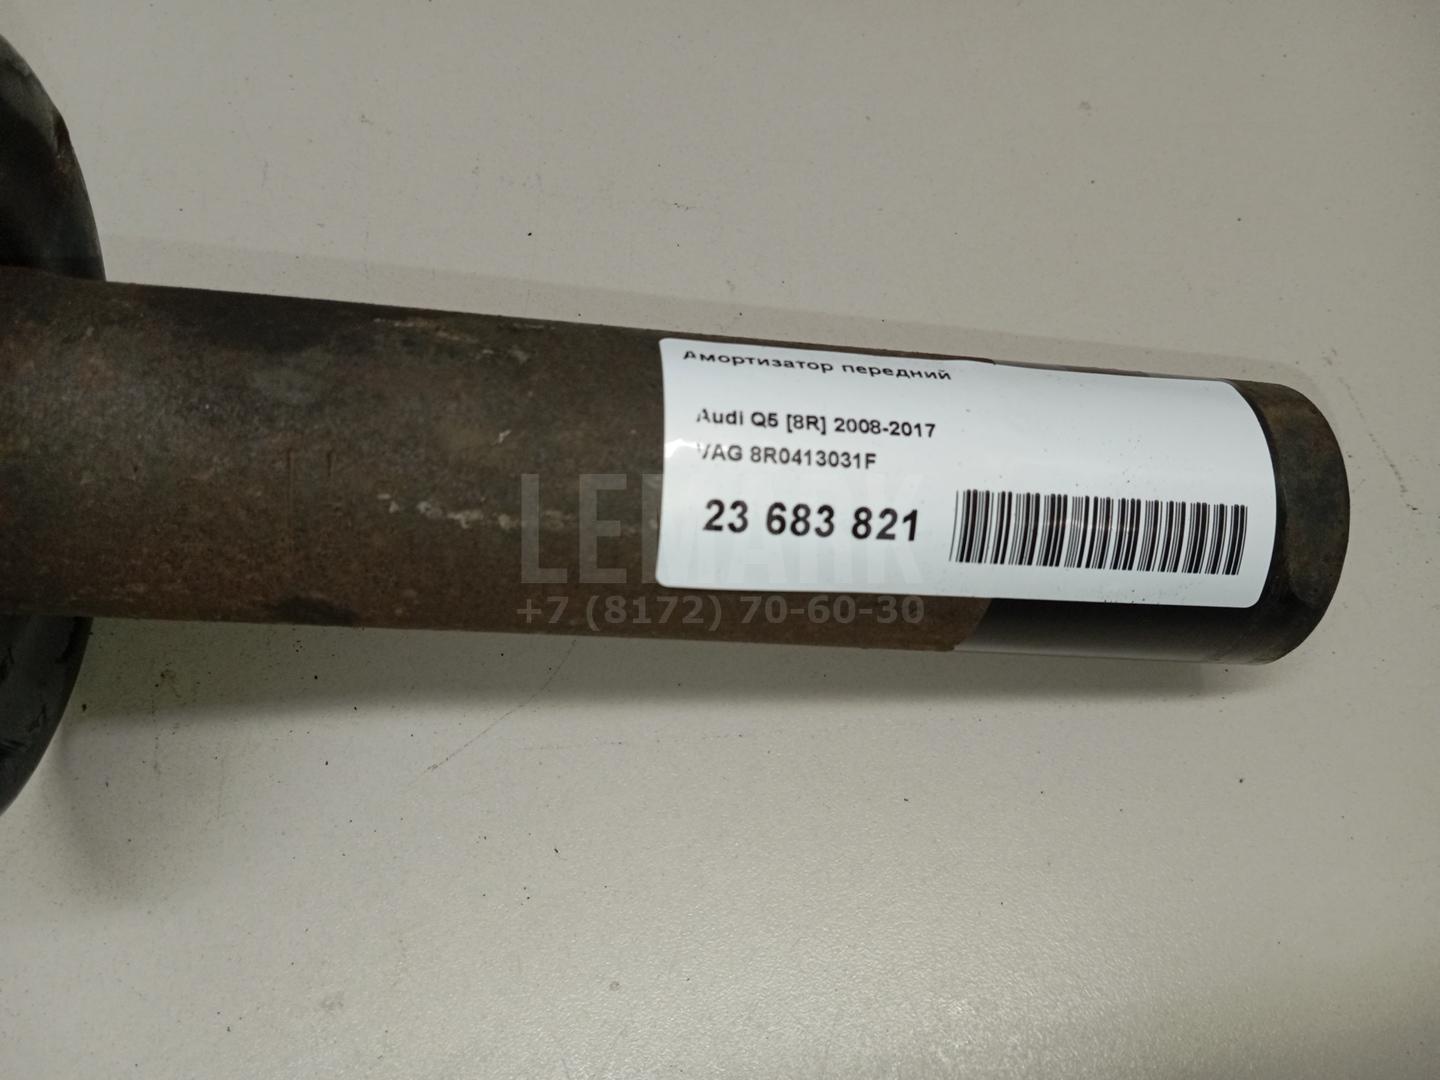 Амортизатор передний
Audi Q5 [8R] 2008-2017
VAG 8R0413031F
23 683 821
LEMARK
+7 (8172) 70-60-30